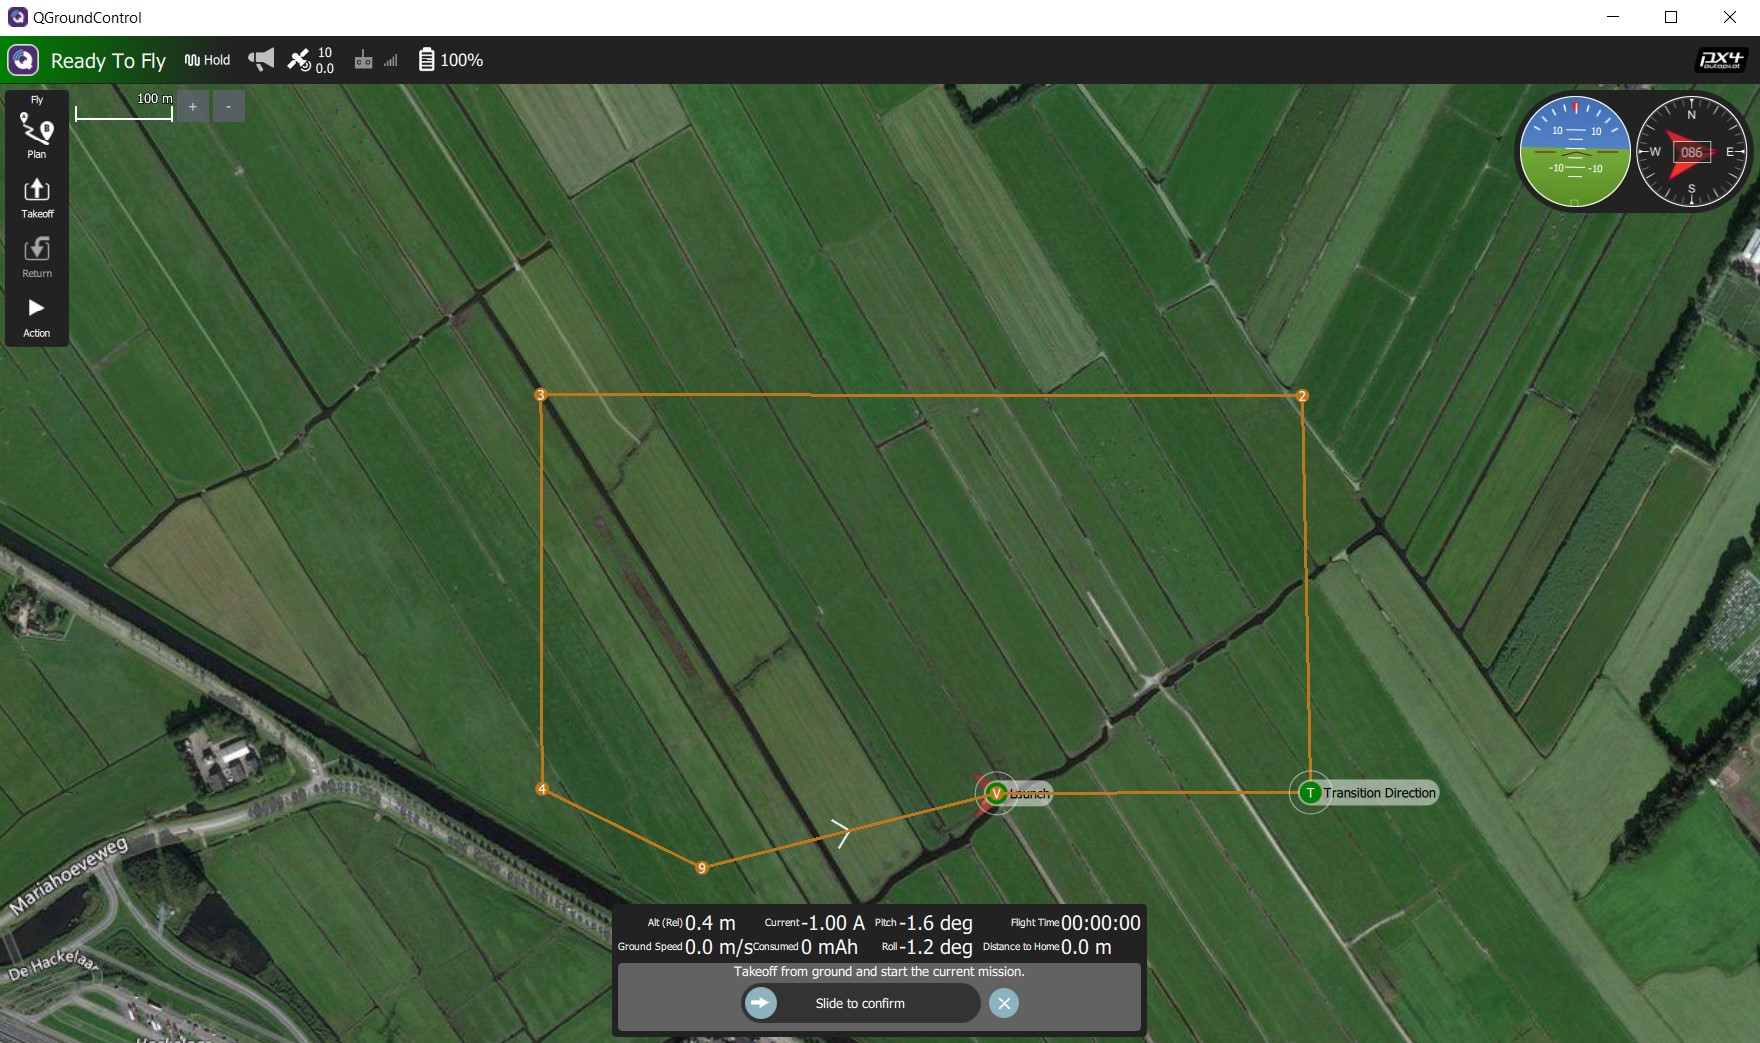 QGroundControl
Ready To Fly
Hold
10
0.0
100%
PX4
autopilot
Fly
100 m
+
-
Plan
Takeoff
Return
Action
10 10
-10 -10
N
W 086 E
S
3
2
4
9
V Launch
T Transition Direction
Mariahoeveweg
De Hackelaar
Alt (Rel) 0.4 m Current -1.00 A Pitch -1.6 deg Flight Time 00:00:00
Ground Speed 0.0 m/s Consumed 0 mAh Roll -1.2 deg Distance to Home 0.0 m
Takeoff from ground and start the current mission.
Slide to confirm